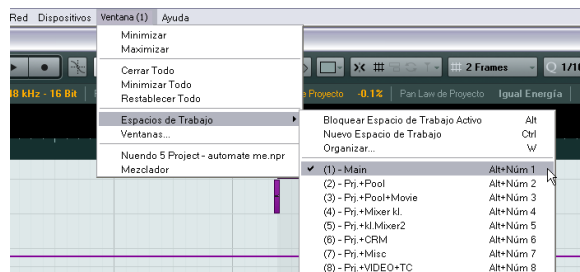 Red Dispositivos Ventana (1) Ayuda
Minimizar
Maximizar
Cerrar Todo
Minimizar Todo
Restablecer Todo
Espacios de Trabajo
Ventanas...
Nuendo 5 Project - automate me.npr
Mezclador
2 Frames Q 1/1
8 kHz - 16 Bit Proyecto -0.1% Pan Law de Proyecto Igual Energía
Bloquear Espacio de Trabajo Activo Alt
Nuevo Espacio de Trabajo Ctrl
Organizar... W
(1) - Main Alt+Núm 1
(2) - Prj.+Pool Alt+Núm 2
(3) - Prj.+Pool+Movie Alt+Núm 3
(4) - Prj.+Mixer kl. Alt+Núm 4
(5) - Prj.+kl.Mixer2 Alt+Núm 5
(6) - Prj.+CRM Alt+Núm 6
(7) - Prj.+Misc Alt+Núm 7
(8) - Prj.+VIDEO+TC Alt+Núm 8